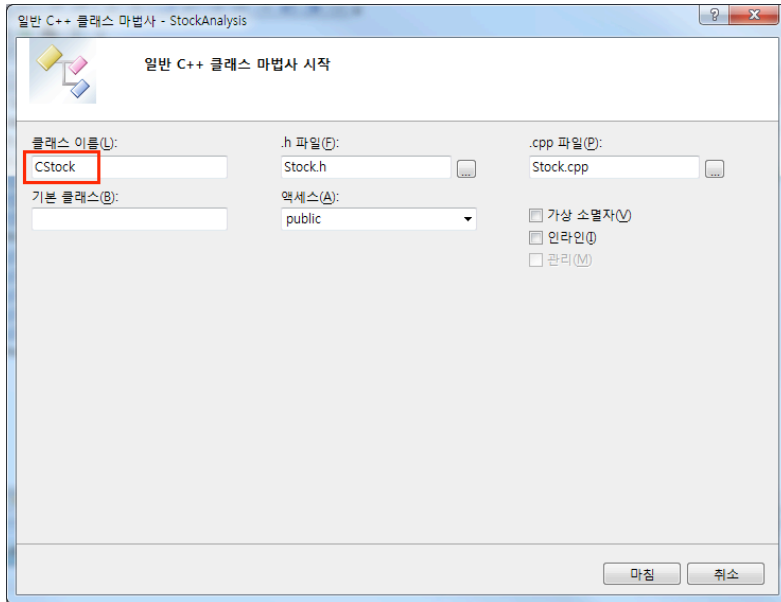 일반 C++ 클래스 마법사 - StockAnalysis
일반 C++ 클래스 마법사 시작
클래스 이름(L): .h 파일(F): .cpp 파일(P):
CStock Stock.h ... Stock.cpp ...
기본 클래스(B): 액세스(A):
public 가상 소멸자(V)
인라인(I)
관리(M)
마침 취소